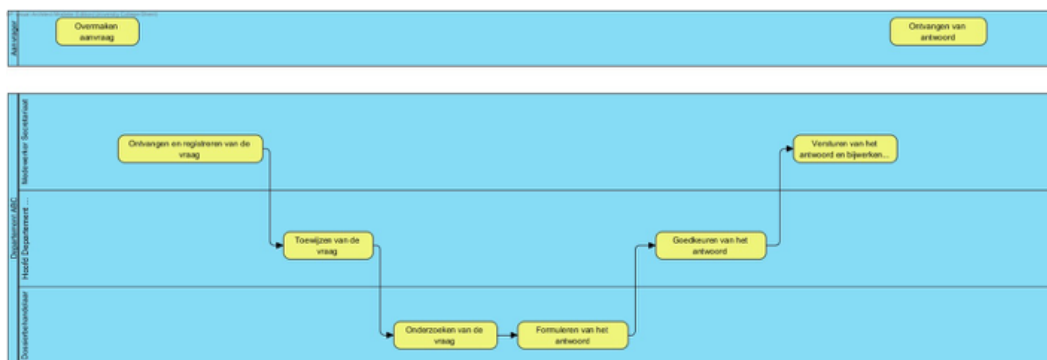 Aanvrager
Overmaken
aanvraag
Ontvangen van
antwoord
Departement ABC
Medewerker Secretariaat
Ontvangen en registreren van de
vraag
Versturen van het
antwoord en bijwerken...
Hoofd Departement ...
Toewijzen van de
vraag
Goedkeuren van het
antwoord
Dossierbehandelaar
Onderzoeken van de
vraag
Formuleren van het
antwoord